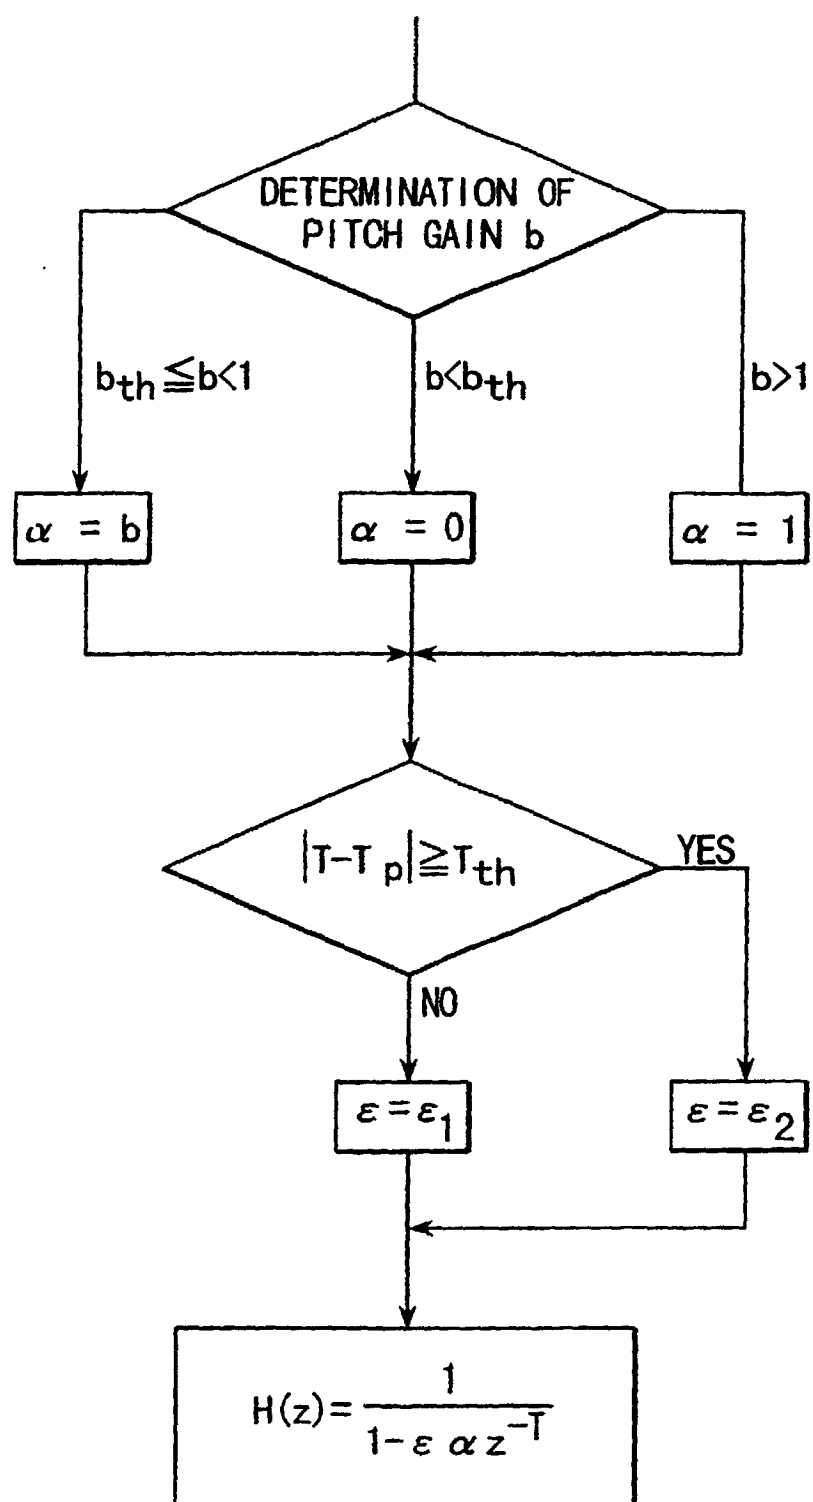 DETERMINATION OF
PITCH GAIN b
b_th ≦ b<1
b<b_th
b>1
α = b
α = 0
α = 1
|T-T_p|≧T_th
YES
NO
ε=ε_1
ε=ε_2
H(z)=1/(1-ε α z^-T)